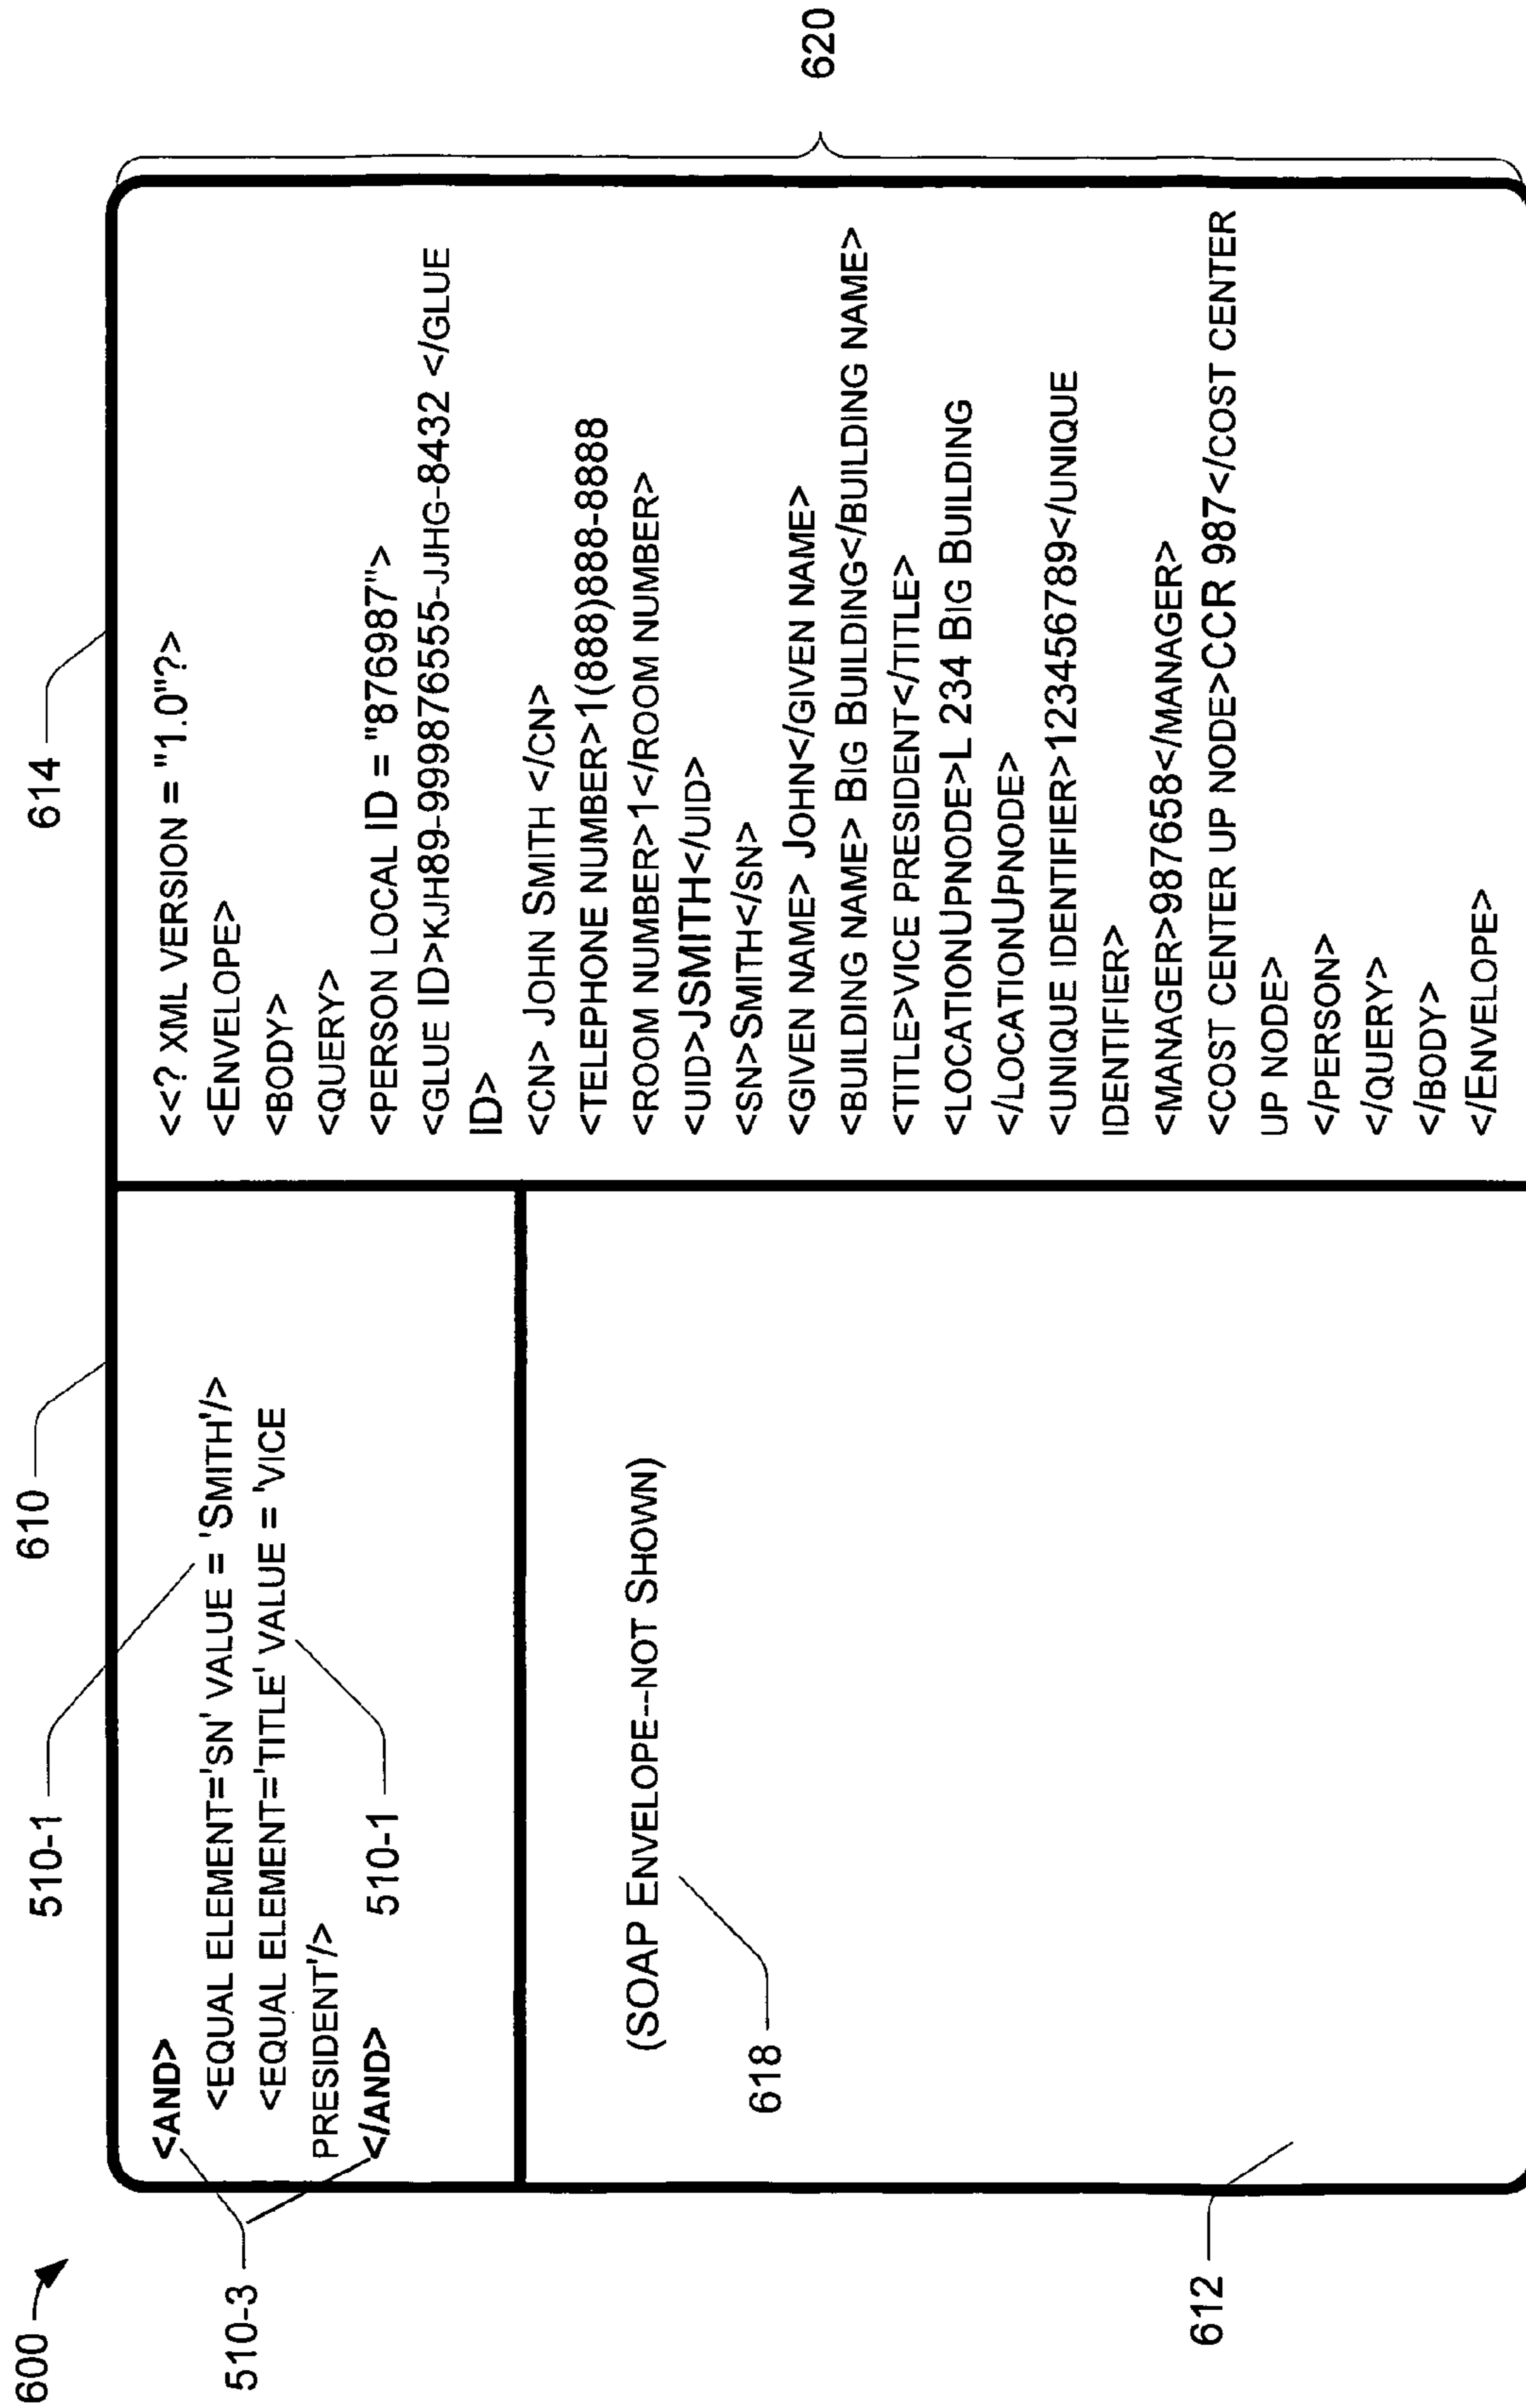 600
610
614
510-1
510-3
<AND>
<EQUAL ELEMENT='SN' VALUE = 'SMITH'/>
<EQUAL ELEMENT='TITLE' VALUE = 'VICE
PRESIDENT'/>
</AND>
510-1
(SOAP ENVELOPE--NOT SHOWN)
618
612
<<? XML VERSION = "1.0"?>
<ENVELOPE>
<BODY>
<QUERY>
<PERSON LOCAL ID = "876987">
<GLUE ID>KJH89-999876555-JJHG-8432 </GLUE
ID>
<CN> JOHN SMITH </CN>
<TELEPHONE NUMBER>1(888)888-8888
<ROOM NUMBER>1</ROOM NUMBER>
<UID>JSMITH</UID>
<SN>SMITH</SN>
<GIVEN NAME> JOHN</GIVEN NAME>
<BUILDING NAME> BIG BUILDING</BUILDING NAME>
<TITLE>VICE PRESIDENT</TITLE>
<LOCATIONUPNODE>L 234 BIG BUILDING
</LOCATIONUPNODE>
<UNIQUE IDENTIFIER>123456789</UNIQUE
IDENTIFIER>
<MANAGER>987658</MANAGER>
<COST CENTER UP NODE>CCR 987</COST CENTER
UP NODE>
</PERSON>
</QUERY>
</BODY>
</ENVELOPE>
620